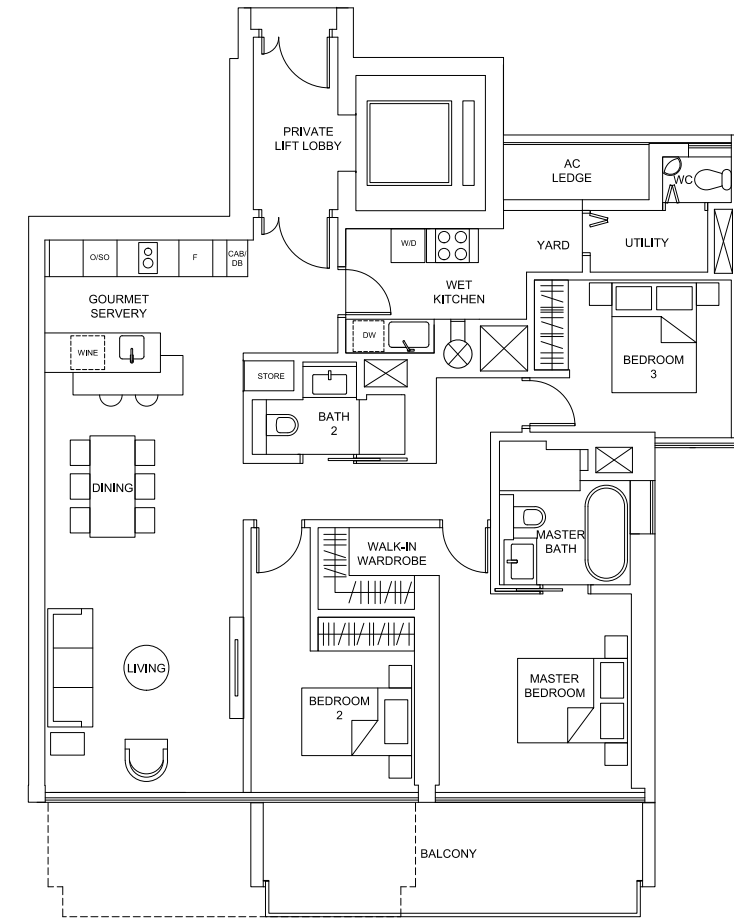 PRIVATE
LIFT LOBBY
AC
LEDGE
WC
W/D
YARD
UTILITY
O/SO
F
CAB/
DB
GOURMET
SERVERY
WET
KITCHEN
WINE
DW
BEDROOM
3
STORE
BATH
2
DINING
MASTER
BATH
WALK-IN
WARDROBE
LIVING
BEDROOM
2
MASTER
BEDROOM
BALCONY